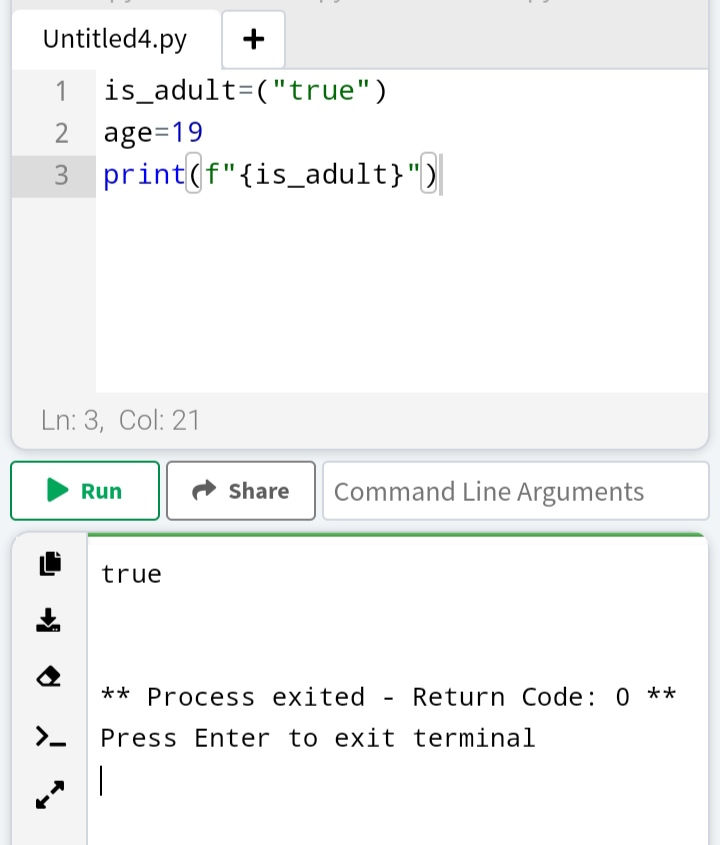 Untitled4.py +
1 is_adult=("true")
2 age=19
3 print(f"{is_adult}")
Ln: 3, Col: 21
Run Share Command Line Arguments
true
** Process exited - Return Code: 0 **
Press Enter to exit terminal